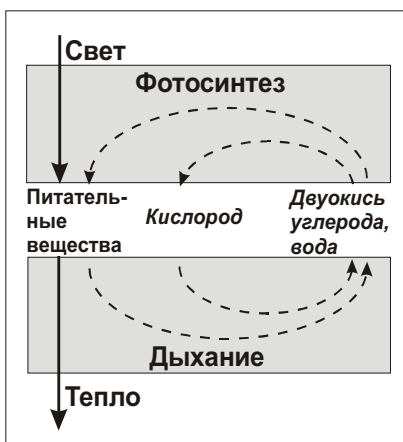 Свет
Фотосинтез
Питатель-
ные
вещества
Кислород
Двуокись
углерода,
вода
Дыхание
Тепло